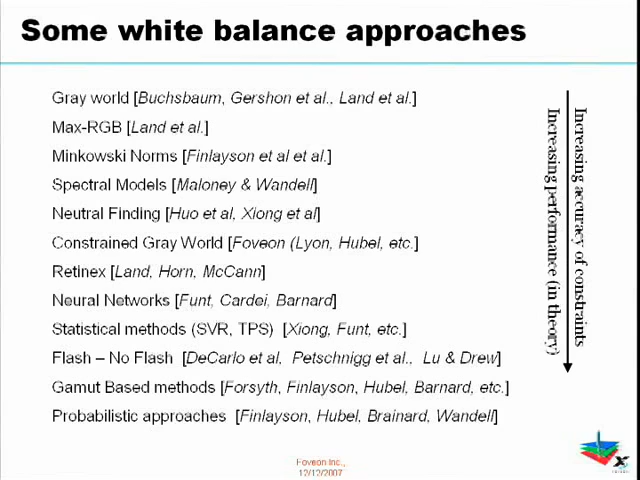 Some white balance approaches
Gray world [Buchsbaum, Gershon et al., Land et al.]
Max-RGB [Land et al.]
Minkowski Norms [Finlayson et al et al.]
Spectral Models [Maloney & Wandell]
Neutral Finding [Huo et al, Xiong et al]
Constrained Gray World [Foveon (Lyon, Hubel, etc.]
Retinex [Land, Horn, McCann]
Neural Networks [Funt, Cardei, Barnard]
Statistical methods (SVR, TPS) [Xiong, Funt, etc.]
Flash – No Flash [DeCarlo et al, Petschnigg et al., Lu & Drew]
Gamut Based methods [Forsyth, Finlayson, Hubel, Barnard, etc.]
Probabilistic approaches [Finlayson, Hubel, Brainard, Wandell]
Increasing accuracy of constraints
Increasing performance (in theory)
Foveon Inc.,
12/12/2007